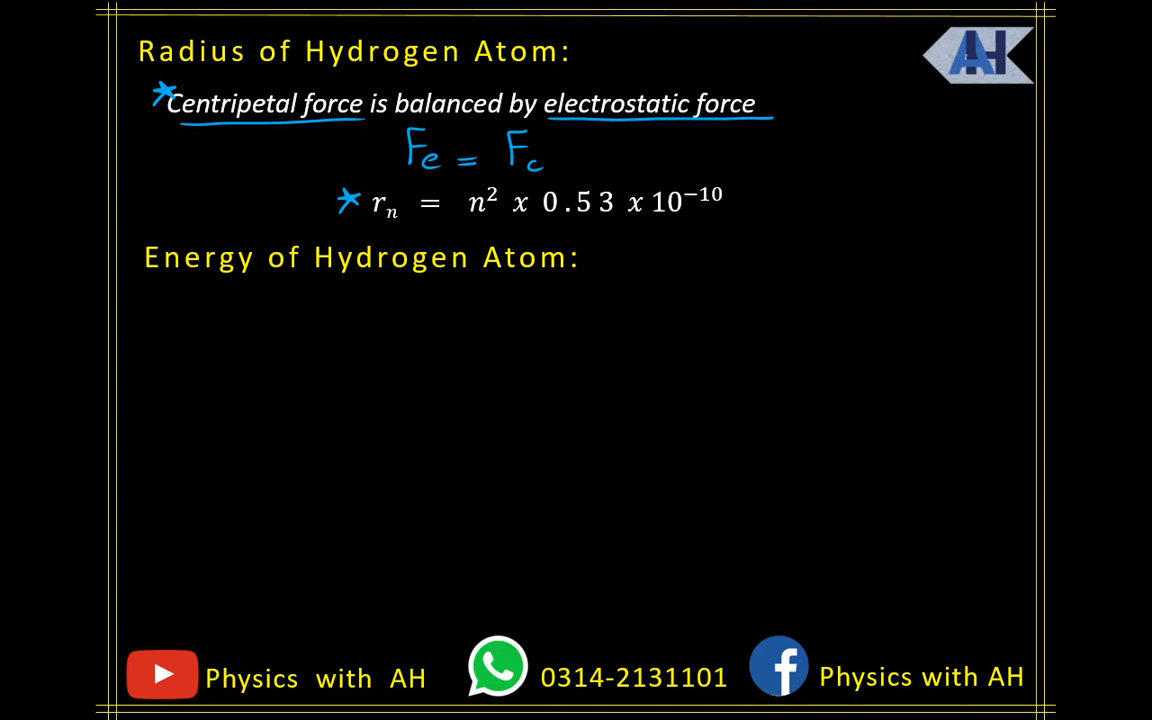 Radius of Hydrogen Atom:
AH
Centripetal force is balanced by electrostatic force
Fe = Fc
rₙ = n² x 0.53 x 10⁻¹⁰
Energy of Hydrogen Atom:
Physics with AH
0314-2131101
Physics with AH